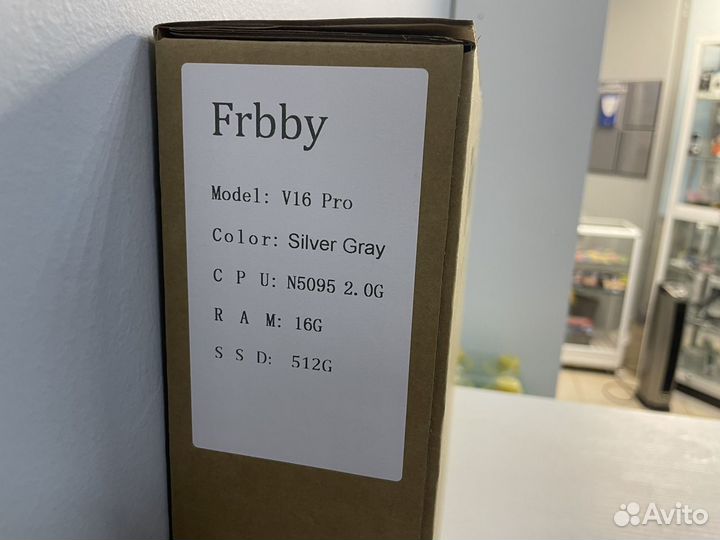 Frbby
Model: V16 Pro
Color: Silver Gray
C P U: N5095 2.0G
R A M: 16G
S S D: 512G
Avito